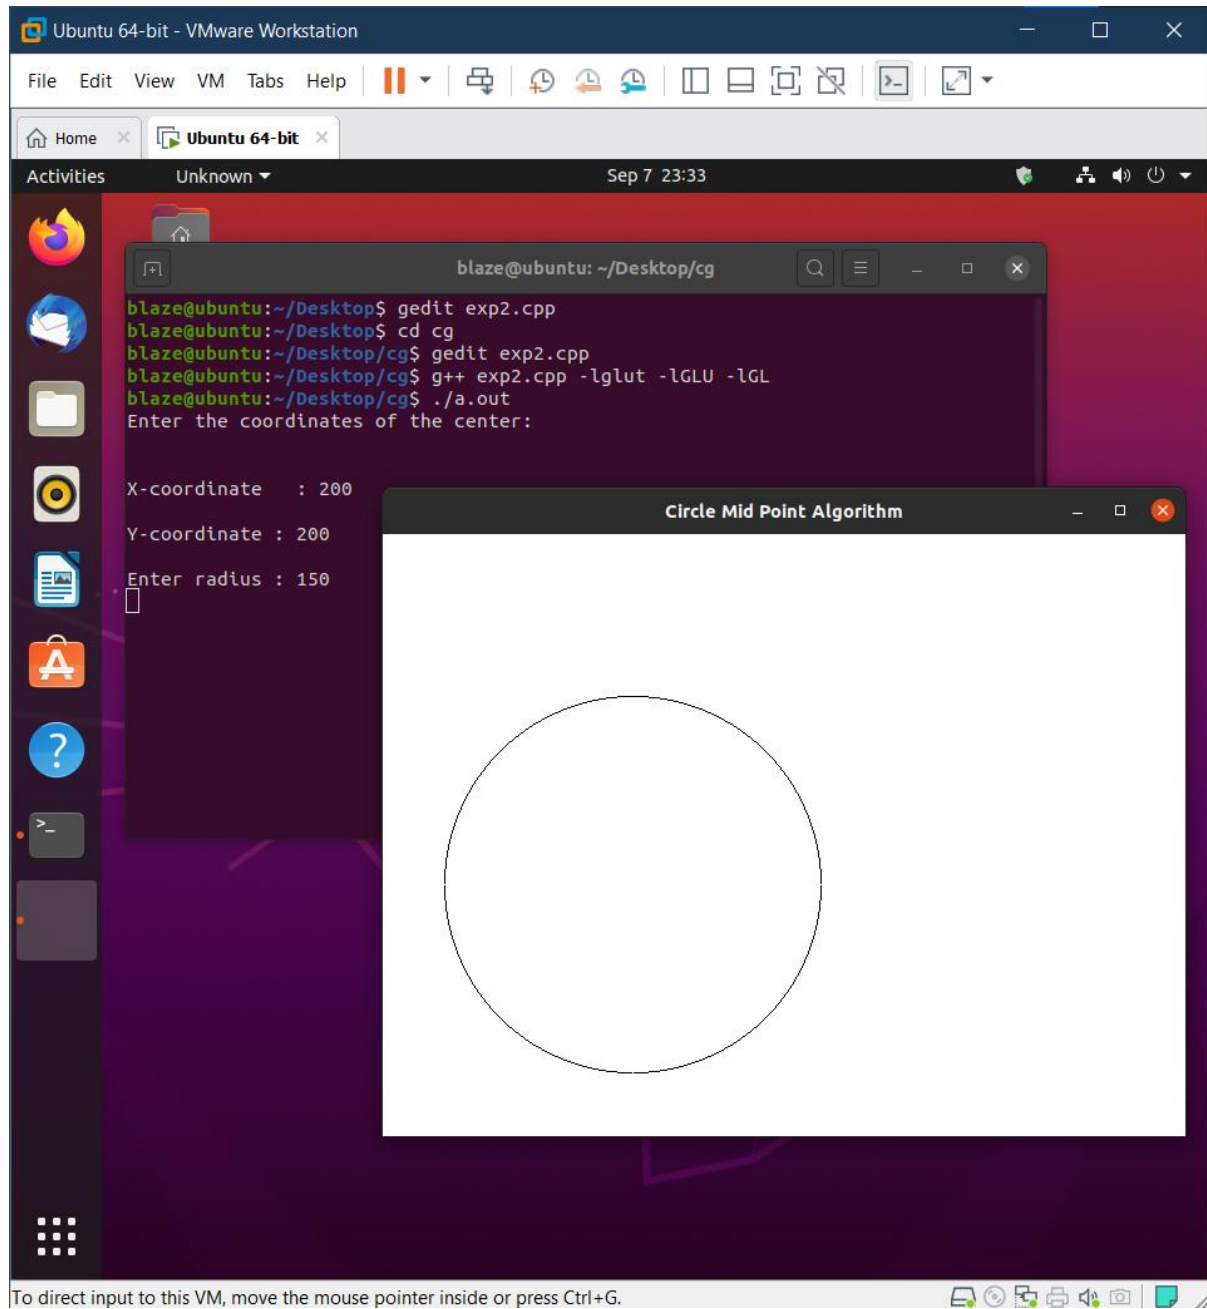 Ubuntu 64-bit - VMware Workstation
File Edit View VM Tabs Help
Home
Ubuntu 64-bit
Activities
Unknown
Sep 7 23:33
blaze@ubuntu: ~/Desktop/cg
blaze@ubuntu:~/Desktop$ gedit exp2.cpp
blaze@ubuntu:~/Desktop$ cd cg
blaze@ubuntu:~/Desktop/cg$ gedit exp2.cpp
blaze@ubuntu:~/Desktop/cg$ g++ exp2.cpp -lglut -lGLU -lGL
blaze@ubuntu:~/Desktop/cg$ ./a.out
Enter the coordinates of the center:
X-coordinate   : 200
Y-coordinate : 200
Enter radius : 150
Circle Mid Point Algorithm
To direct input to this VM, move the mouse pointer inside or press Ctrl+G.